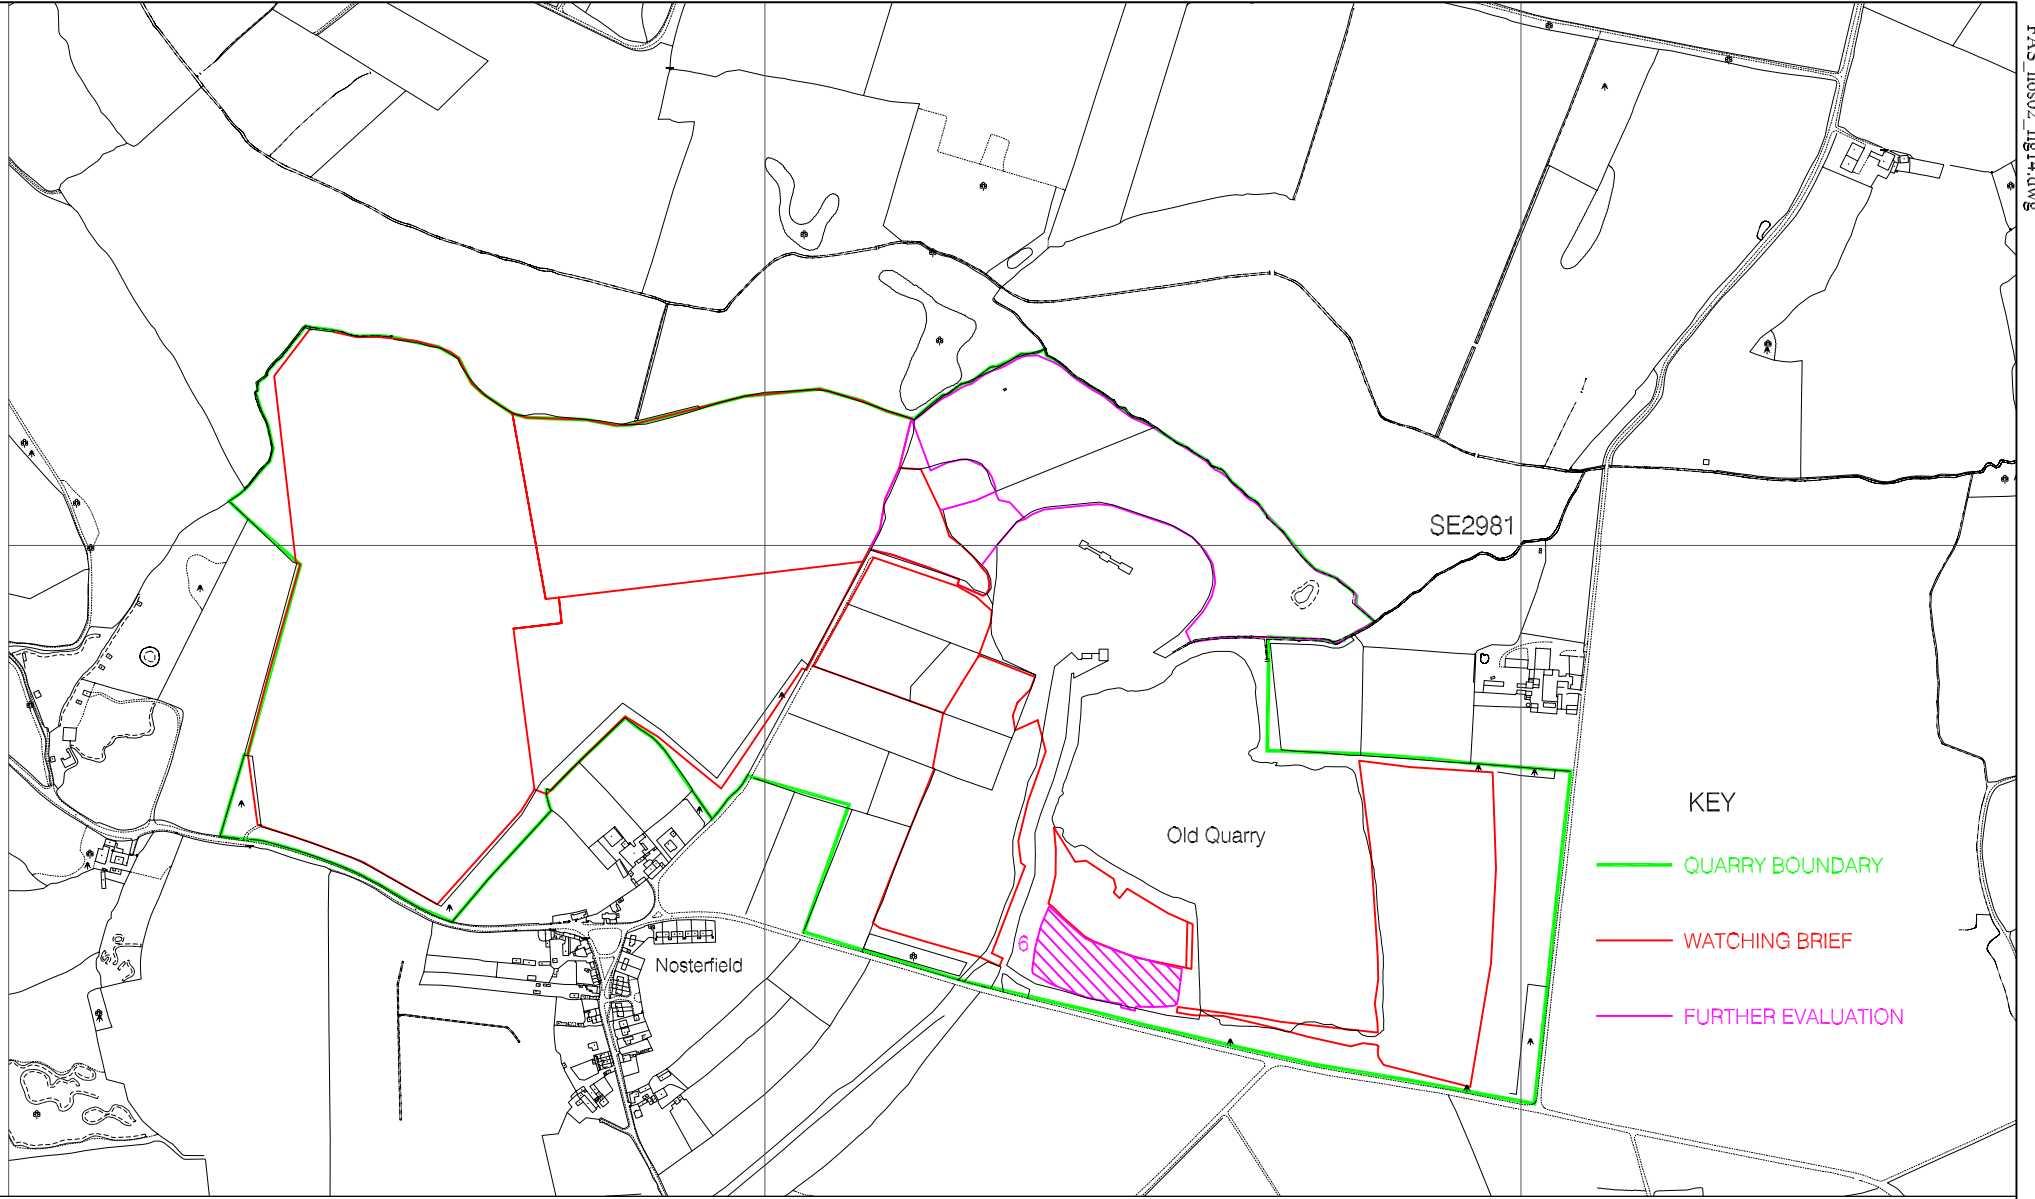 SE2981
KEY
Old Quarry
QUARRY BOUNDARY
6
WATCHING BRIEF
Nosterfield
FURTHER EVALUATION